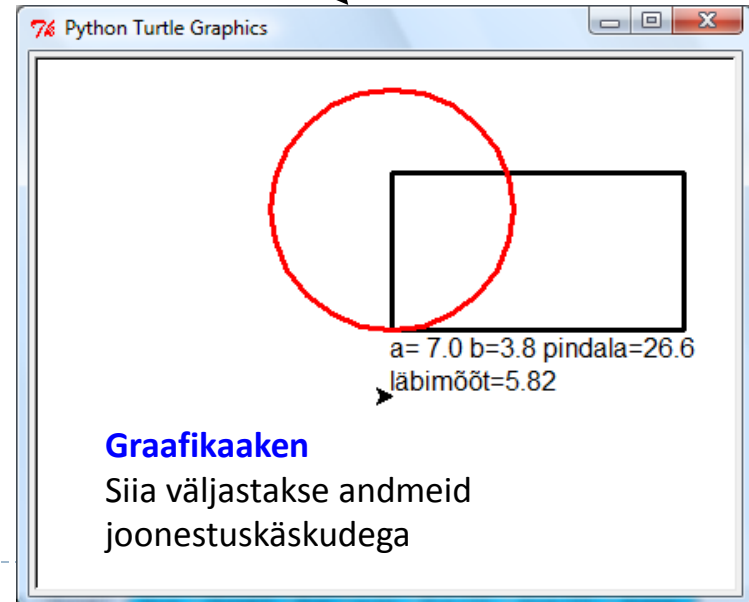 Python Turtle Graphics
a= 7.0 b=3.8 pindala=26.6
läbimõõt=5.82
Graafikaaken
Siia väljastakse andmeid
joonestuskäskudega